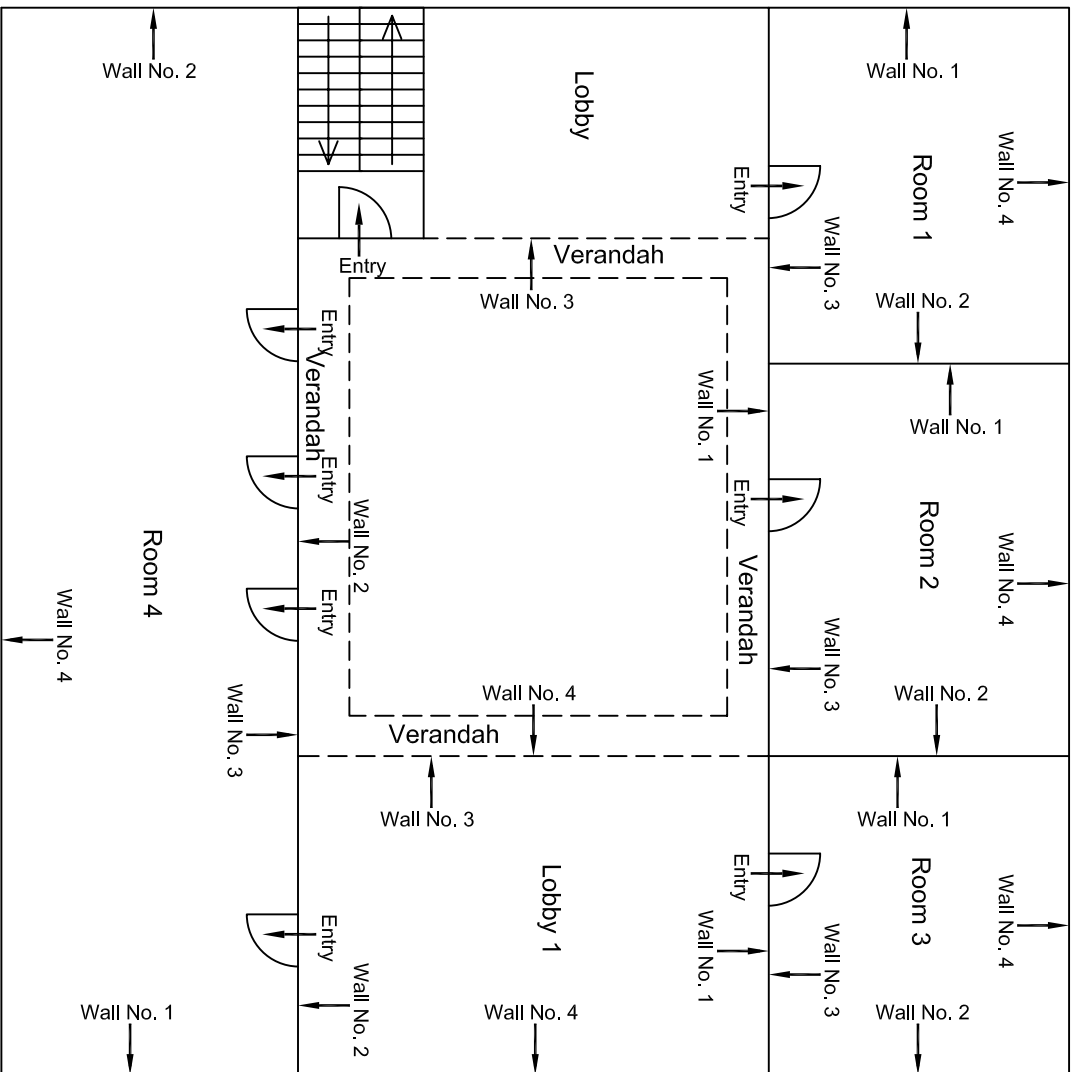 Wall No. 2
Wall No. 1
Lobby
Wall No. 4
Room 1
Entry
Wall No. 3
Verandah
Entry
Wall No. 3
Wall No. 2
Entry
Verandah
Wall No. 1
Wall No. 1
Entry
Entry
Room 2
Wall No. 4
Wall No. 2
Room 4
Verandah
Entry
Wall No. 4
Wall No. 3
Wall No. 4
Wall No. 2
Wall No. 3
Verandah
Wall No. 3
Wall No. 1
Lobby 1
Entry
Room 3
Wall No. 4
Entry
Wall No. 1
Wall No. 3
Wall No. 2
Wall No. 1
Wall No. 4
Wall No. 2